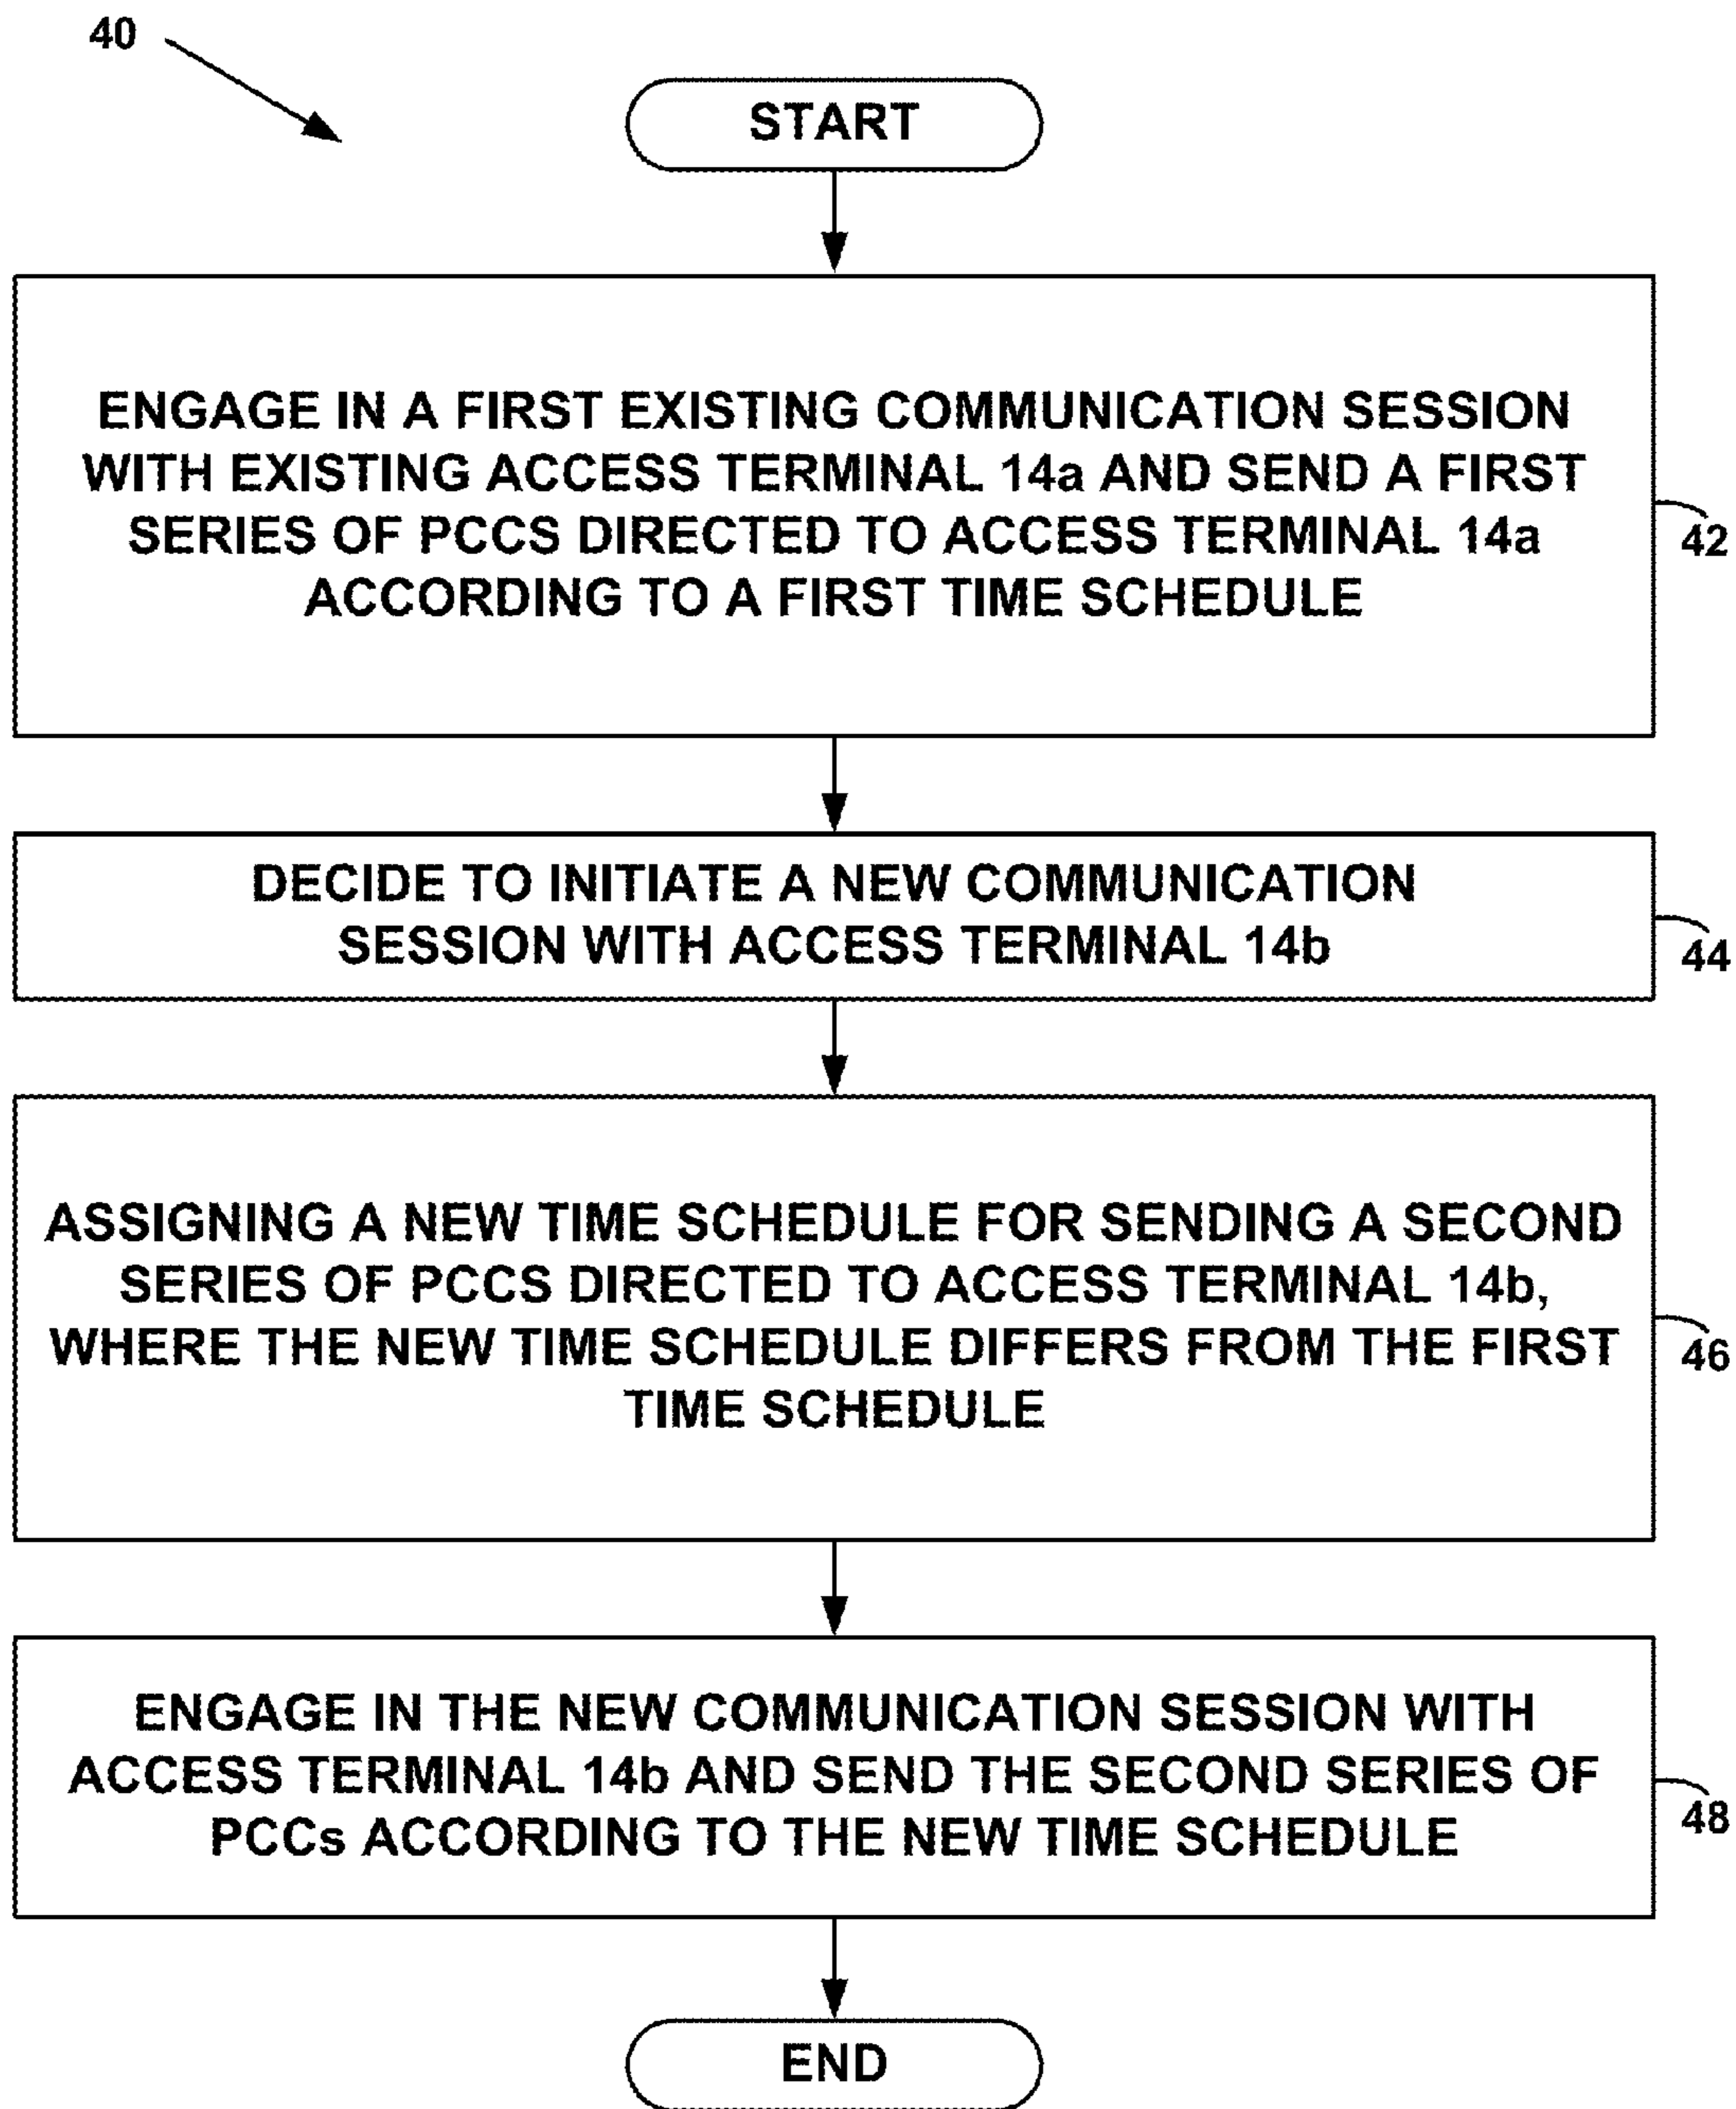 40
START
ENGAGE IN A FIRST EXISTING COMMUNICATION SESSION
WITH EXISTING ACCESS TERMINAL 14a AND SEND A FIRST
SERIES OF PCCS DIRECTED TO ACCESS TERMINAL 14a
ACCORDING TO A FIRST TIME SCHEDULE
42
DECIDE TO INITIATE A NEW COMMUNICATION
SESSION WITH ACCESS TERMINAL 14b
44
ASSIGNING A NEW TIME SCHEDULE FOR SENDING A SECOND
SERIES OF PCCS DIRECTED TO ACCESS TERMINAL 14b,
WHERE THE NEW TIME SCHEDULE DIFFERS FROM THE FIRST
TIME SCHEDULE
46
ENGAGE IN THE NEW COMMUNICATION SESSION WITH
ACCESS TERMINAL 14b AND SEND THE SECOND SERIES OF
PCCs ACCORDING TO THE NEW TIME SCHEDULE
48
END